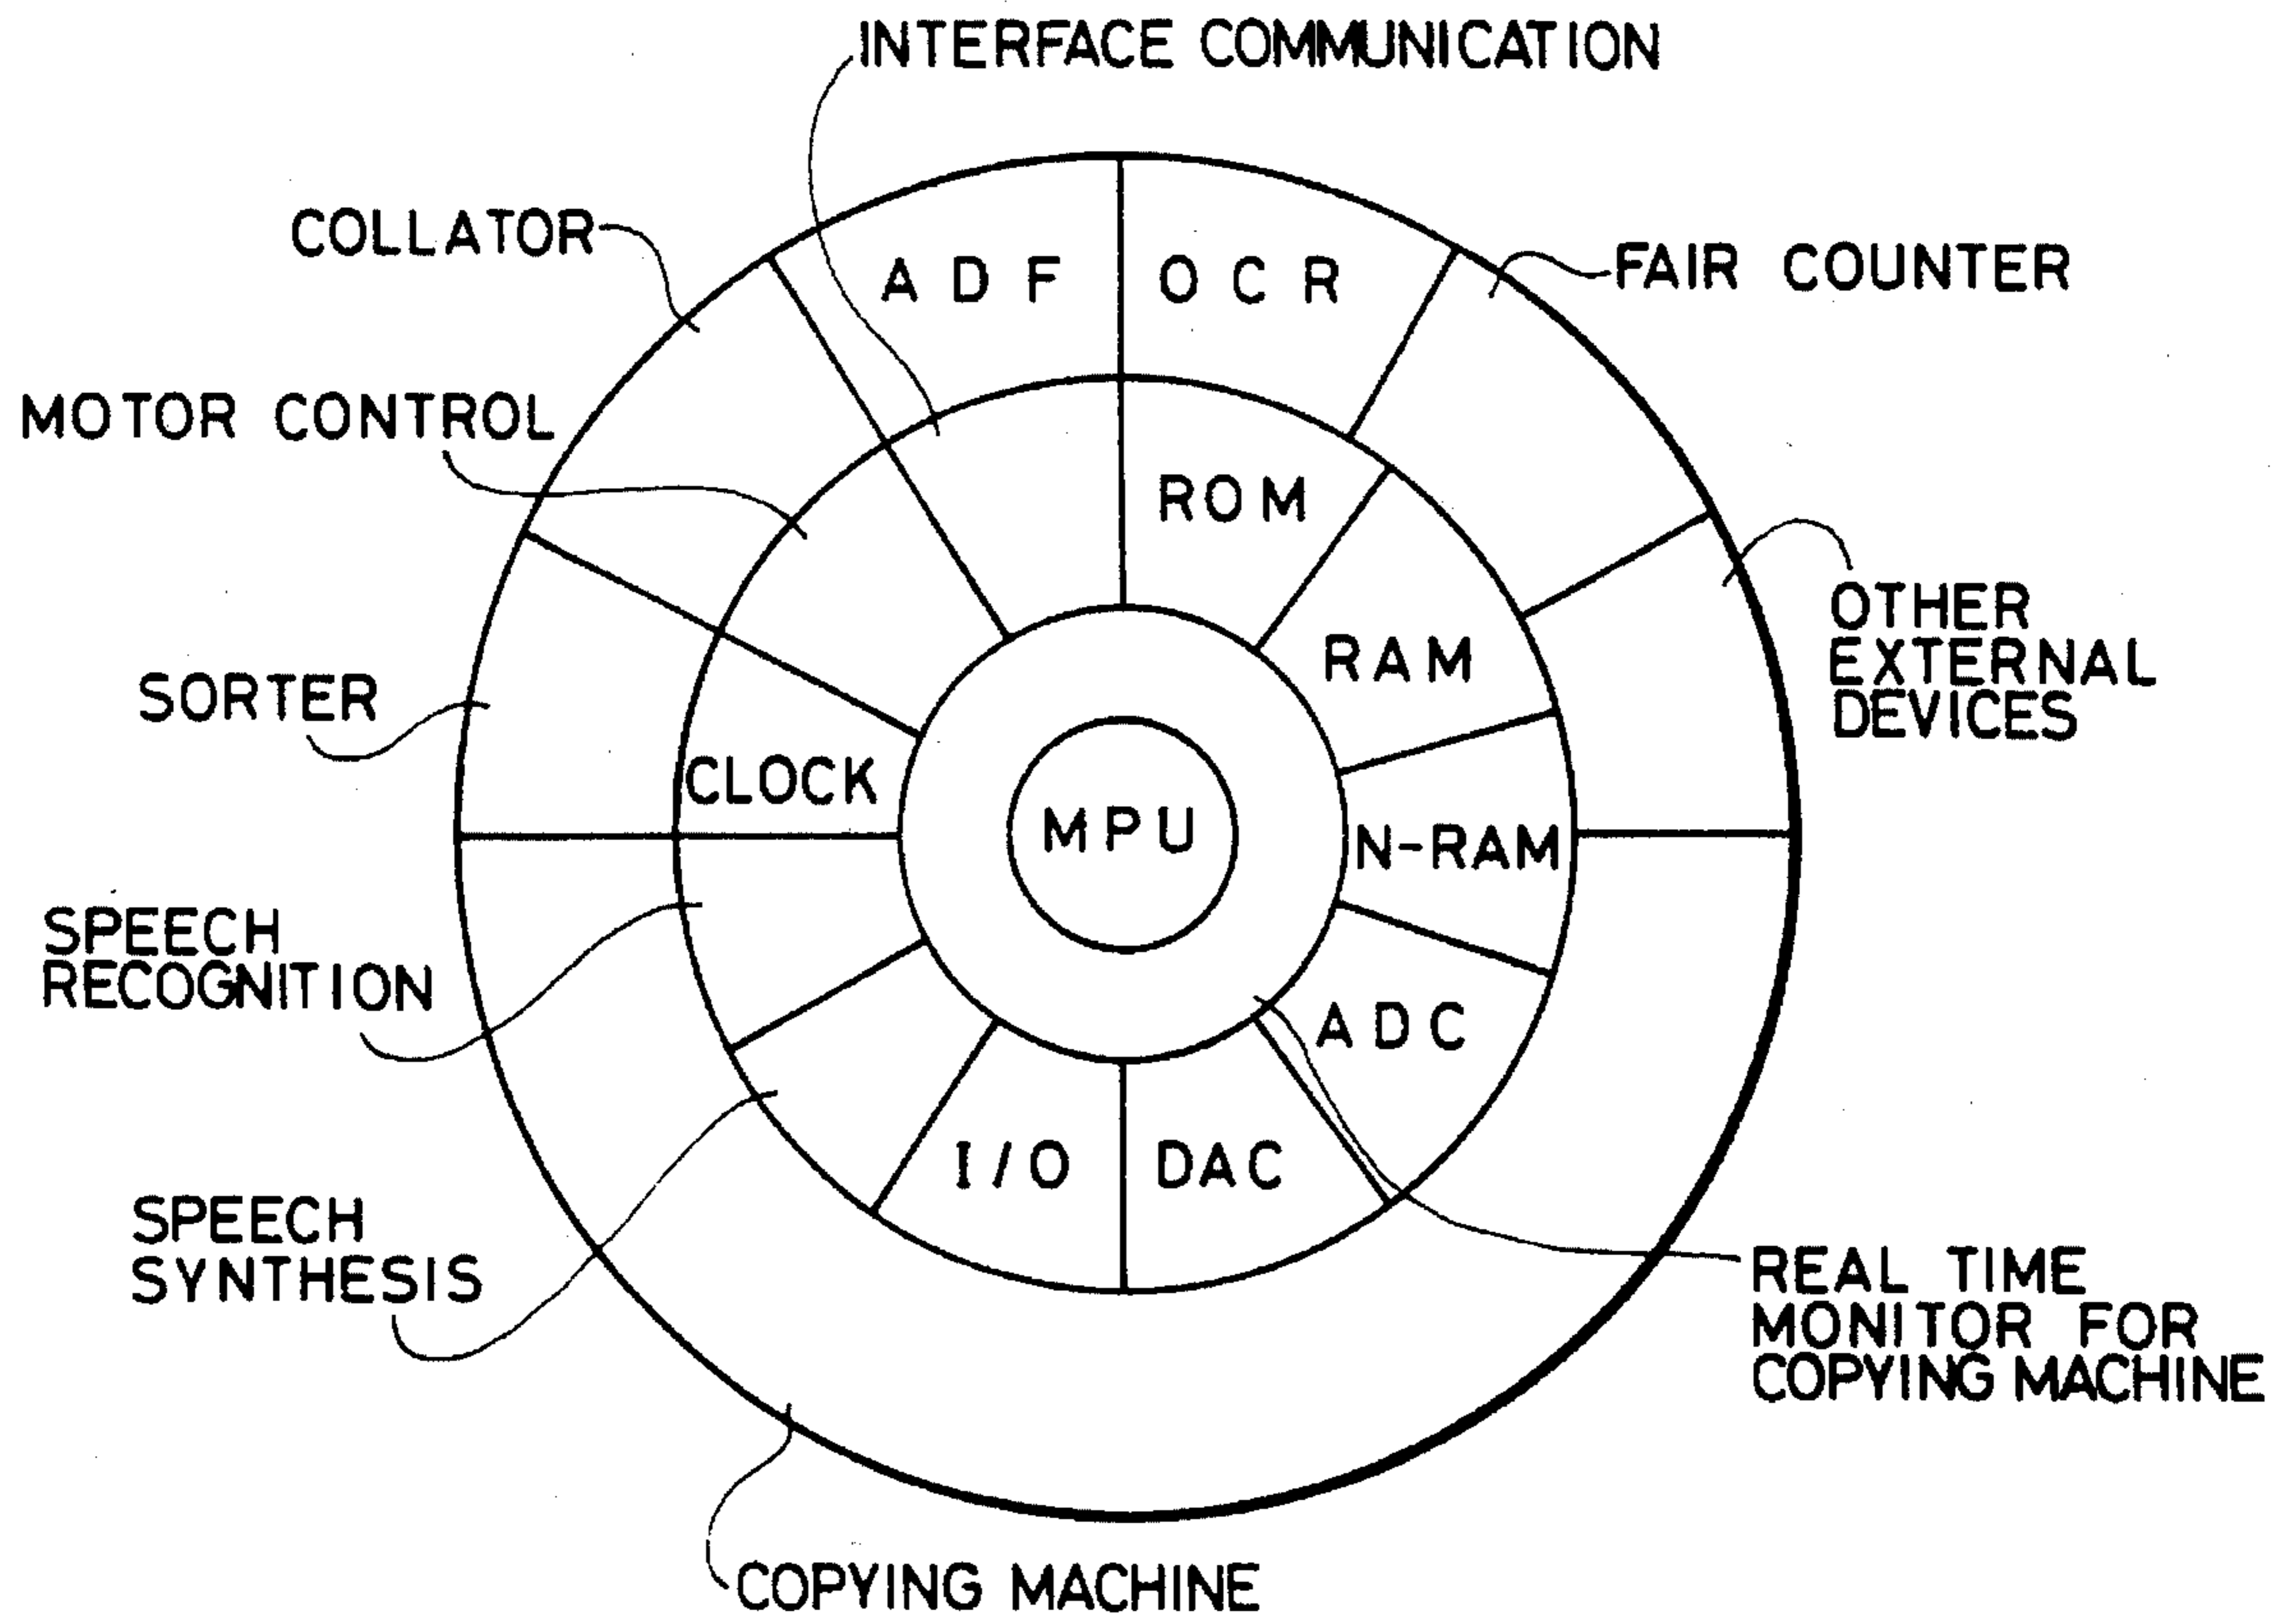 INTERFACE COMMUNICATION
COLLATOR
A D F
O C R
FAIR COUNTER
MOTOR CONTROL
ROM
OTHER
EXTERNAL
DEVICES
RAM
SORTER
CLOCK
MPU
N-RAM
SPEECH
RECOGNITION
ADC
I/O
DAC
SPEECH
SYNTHESIS
REAL TIME
MONITOR FOR
COPYING MACHINE
COPYING MACHINE